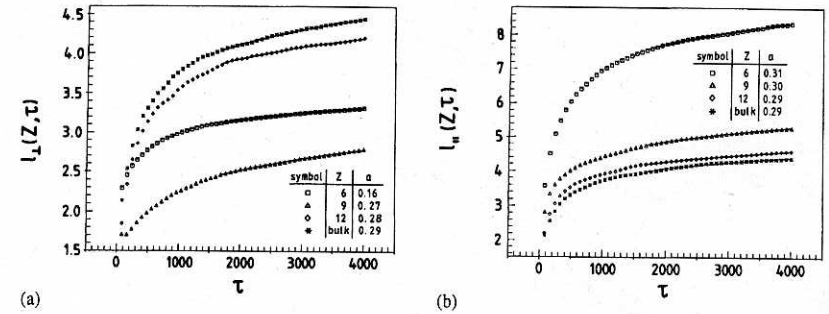 (a)
l⊥(Z,τ)
4.5
4.0
3.5
3.0
2.5
2.0
1.5
symbol Z α
□ 6 0.16
△ 9 0.27
◇ 12 0.28
* bulk 0.29
0 1000 2000 3000 4000
τ
(b)
l||(Z,τ)
8
7
6
5
4
3
2
symbol Z α
□ 6 0.31
△ 9 0.30
◇ 12 0.29
* bulk 0.29
0 1000 2000 3000 4000
τ